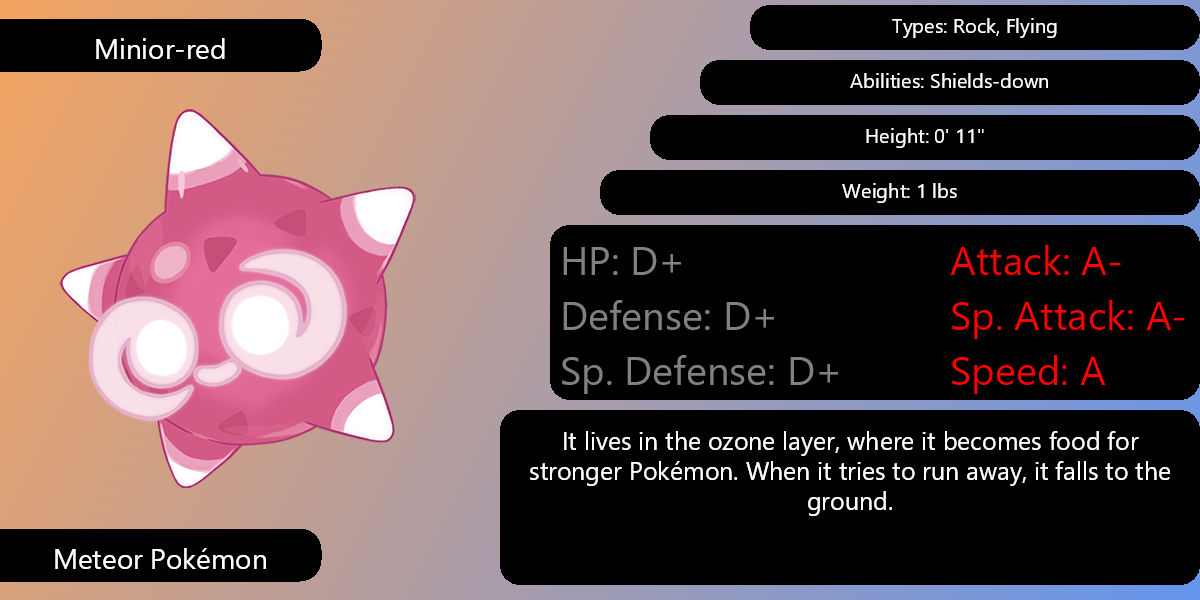 Minior-red
Types: Rock, Flying
Abilities: Shields-down
Height: 0' 11"
Weight: 1 lbs
HP: D+
Attack: A-
Defense: D+
Sp. Attack: A-
Sp. Defense: D+
Speed: A
It lives in the ozone layer, where it becomes food for
stronger Pokémon. When it tries to run away, it falls to the
ground.
Meteor Pokémon